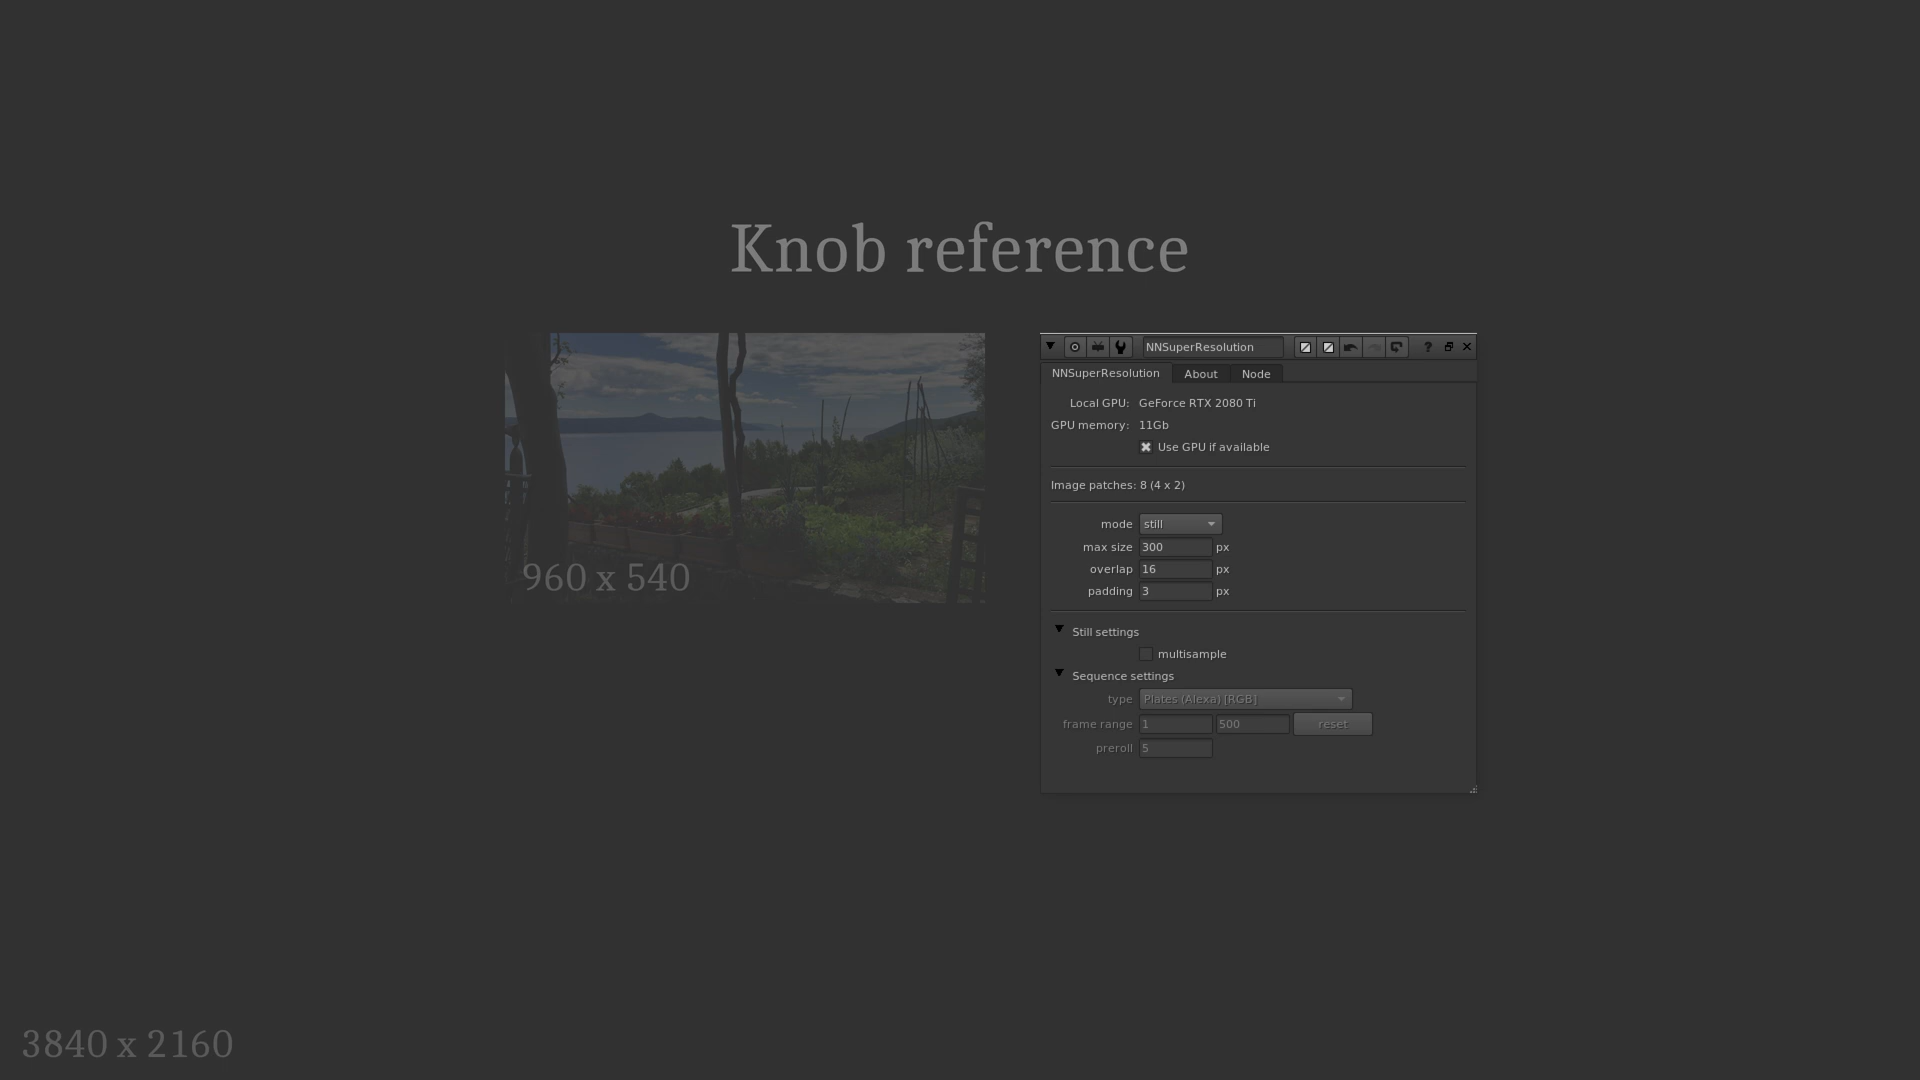 Knob reference
960 x 540
NNSuperResolution
?
NNSuperResolution About Node
Local GPU: GeForce RTX 2080 Ti
GPU memory: 11Gb
Use GPU if available
Image patches: 8 (4 x 2)
mode still
max size 300 px
overlap 16 px
padding 3 px
Still settings
multisample
Sequence settings
type Plates (Alexa) [RGB]
frame range 1 500 reset
preroll 5
3840 x 2160